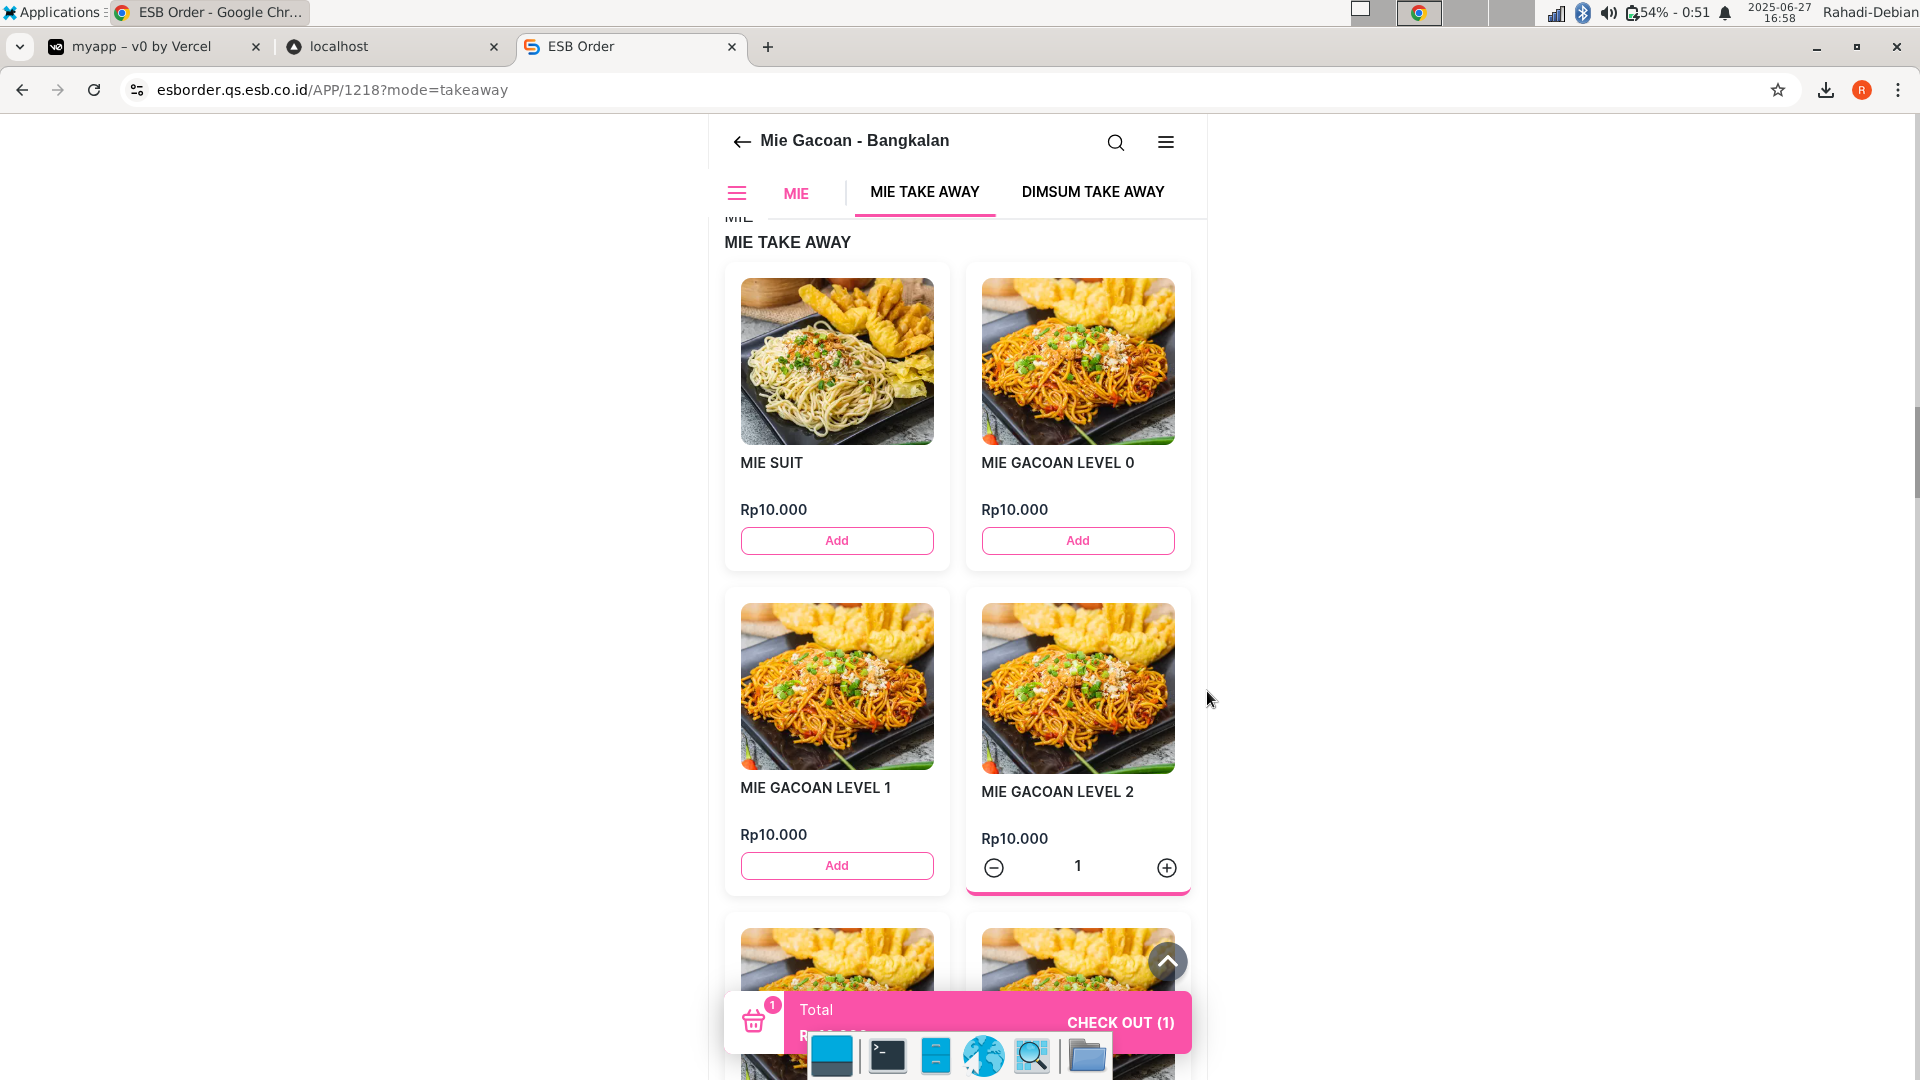 Applications
ESB Order - Google Chr...
54% - 0:51
2025-06-27
16:58
Rahadi-Debian
myapp – v0 by Vercel
localhost
ESB Order
esborder.qs.esb.co.id/APP/1218?mode=takeaway
R
Mie Gacoan - Bangkalan
MIE
MIE TAKE AWAY
DIMSUM TAKE AWAY
MIE
MIE TAKE AWAY
MIE SUIT
MIE GACOAN LEVEL 0
Rp10.000
Rp10.000
Add
Add
MIE GACOAN LEVEL 1
MIE GACOAN LEVEL 2
Rp10.000
Rp10.000
Add
1
1
Total
CHECK OUT (1)